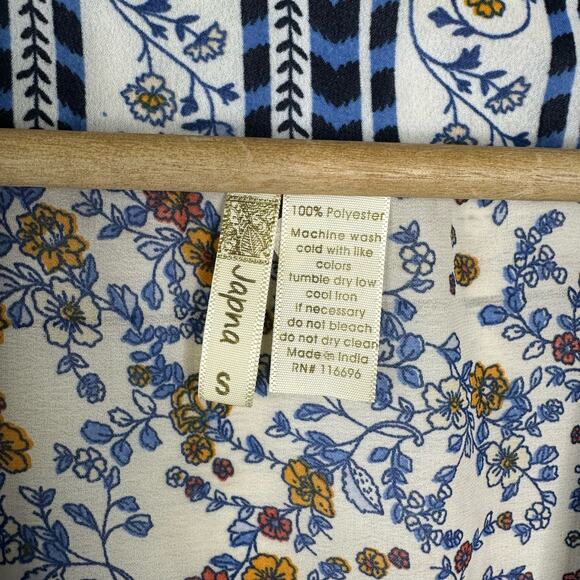 Japna S
100% Polyester
Machine wash
cold with like
colors
tumble dry low
cool Iron
if necessary
do not bleach
do not dry clean
Made in India
RN# 116696